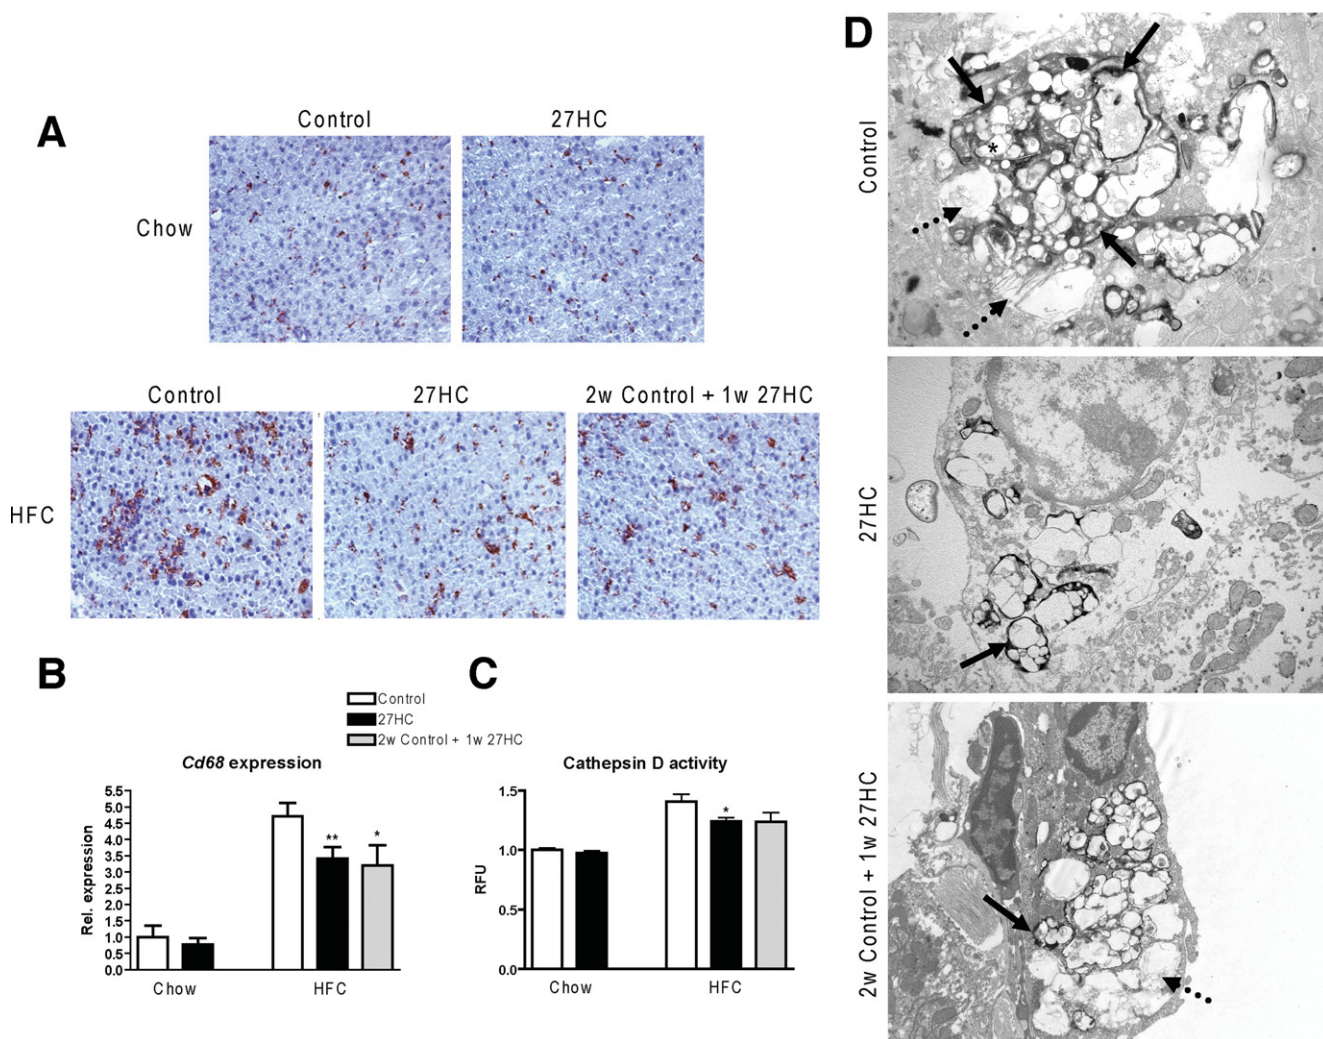 A
Control
27HC
Chow
Control
27HC
2w Control + 1w 27HC
HFC
B
Control
27HC
2w Control + 1w 27HC
Cd68 expression
Rel. expression
5.5
5.0
4.5
4.0
3.5
3.0
2.5
2.0
1.5
1.0
0.5
0.0
**
*
Chow
HFC
C
Cathepsin D activity
RFU
1.5
1.0
0.5
0.0
*
Chow
HFC
D
Control
*
27HC
2w Control + 1w 27HC